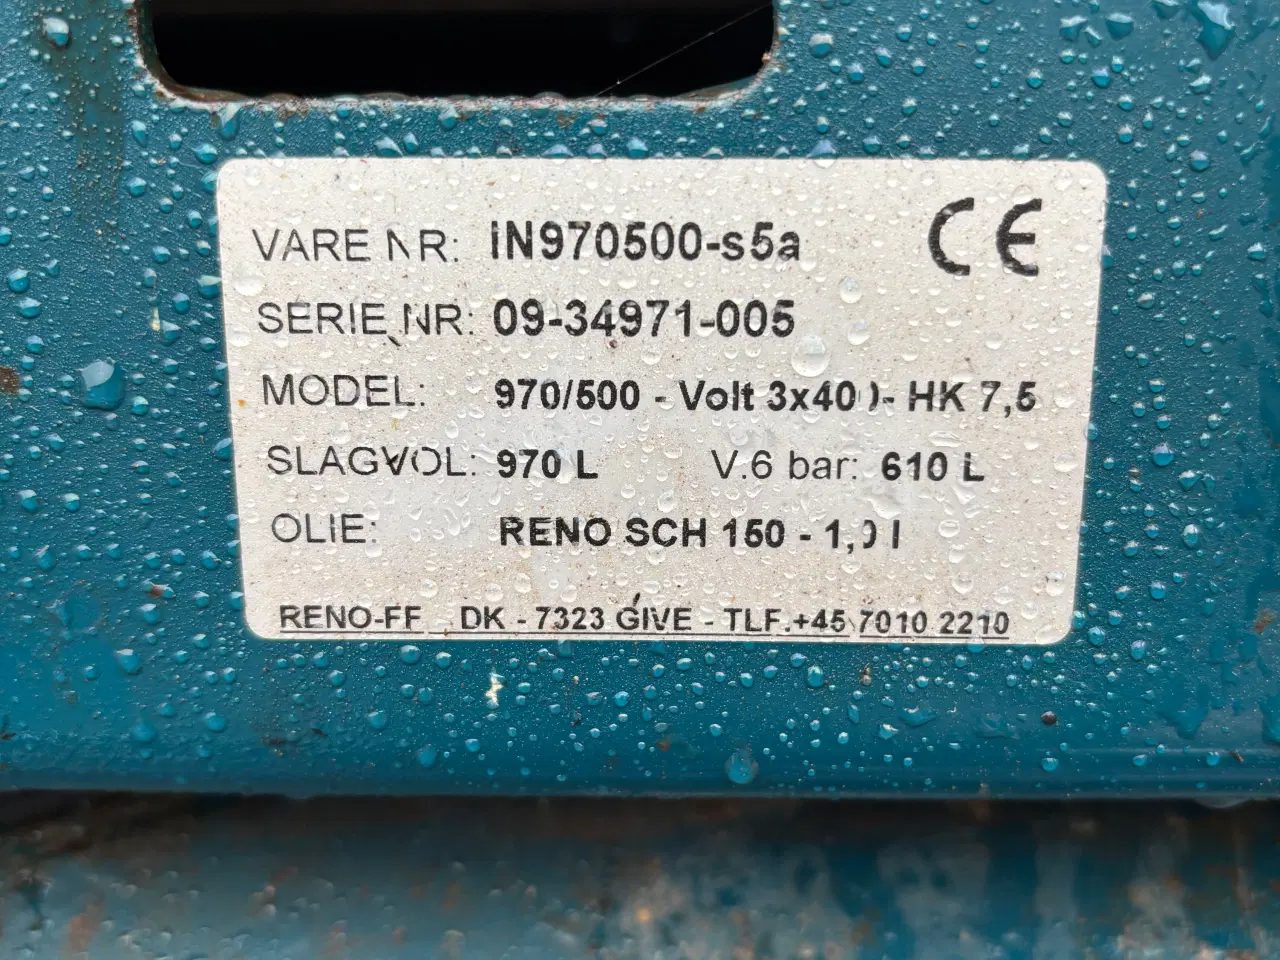 VARE NR: IN970500-s5a CE
SERIE NR: 09-34971-005
MODEL: 970/500 - Volt 3x400- HK 7,5
SLAGVOL: 970 L V.6 bar: 610 L
OLIE: RENO SCH 150 - 1,0 l
RENO-FF DK - 7323 GIVE - TLF.+45 7010 2210